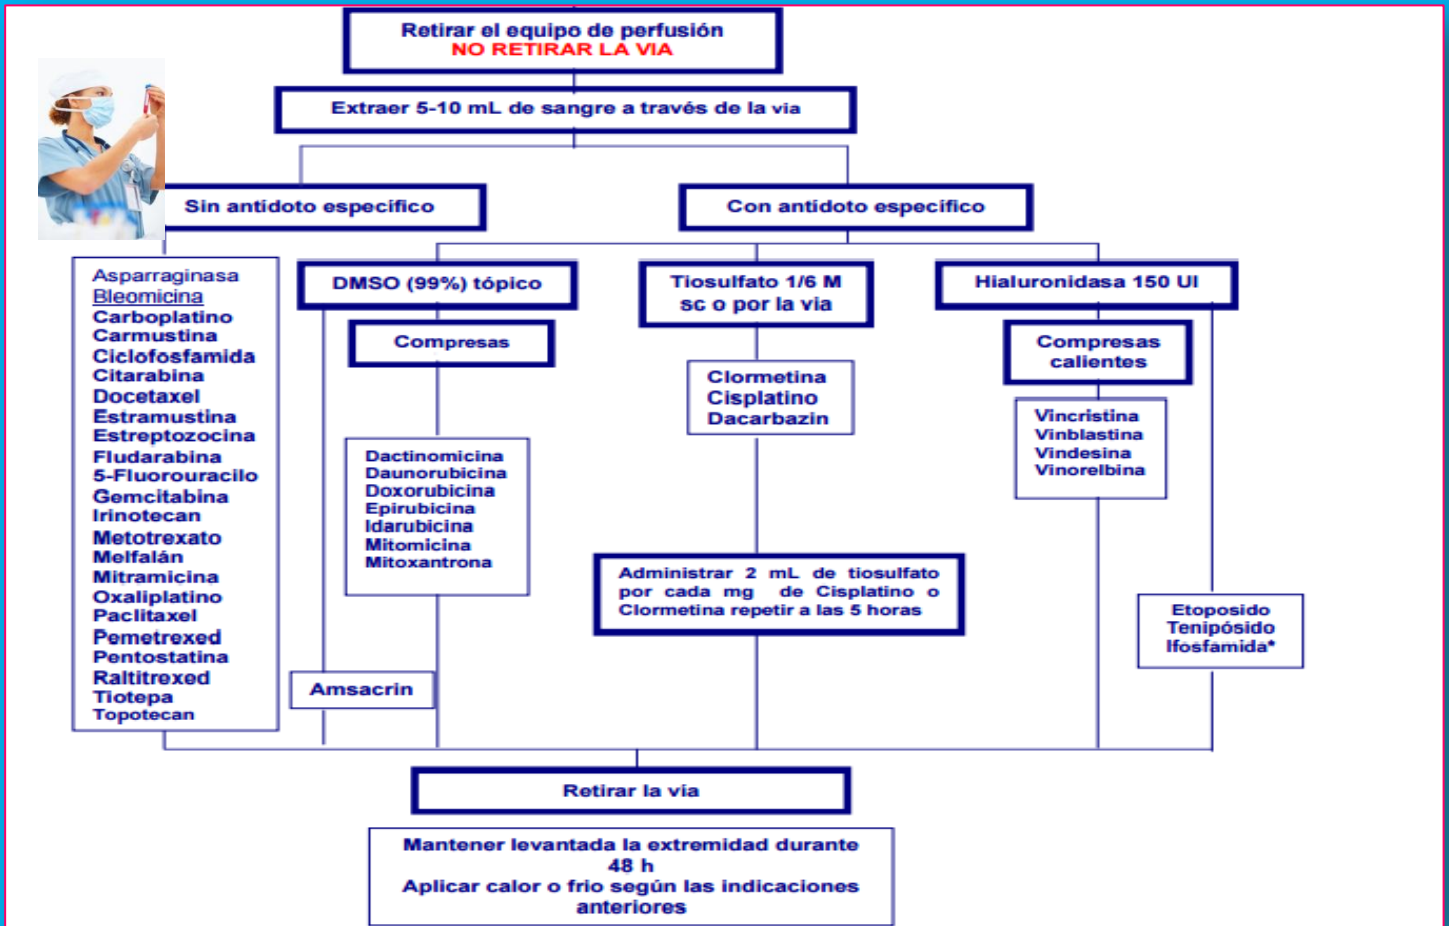 Retirar el equipo de perfusión
NO RETIRAR LA VIA
Extraer 5-10 mL de sangre a través de la via
Sin antídoto específico
Con antídoto específico
Asparraginasa
Bleomicina
Carboplatino
Carmustina
Ciclofosfamida
Citarabina
Docetaxel
Estramustina
Estreptozocina
Fludarabina
5-Fluorouracilo
Gemcitabina
Irinotecan
Metotrexato
Melfalán
Mitramicina
Oxaliplatino
Paclitaxel
Pemetrexed
Pentostatina
Raltitrexed
Tiotepa
Topotecan
DMSO (99%) tópico
Compresas
Dactinomicina
Daunorubicina
Doxorubicina
Epirubicina
Idarubicina
Mitomicina
Mitoxantrona
Amsacrin
Tiosulfato 1/6 M
sc o por la via
Clormetina
Cisplatino
Dacarbazin
Administrar 2 mL de tiosulfato
por cada mg de Cisplatino o
Clormetina repetir a las 5 horas
Hialuronidasa 150 UI
Compresas
calientes
Vincristina
Vinblastina
Vindesina
Vinorelbina
Etoposido
Tenipósido
Ifosfamida*
Retirar la vía
Mantener levantada la extremidad durante
48 h
Aplicar calor o frio según las indicaciones
anteriores